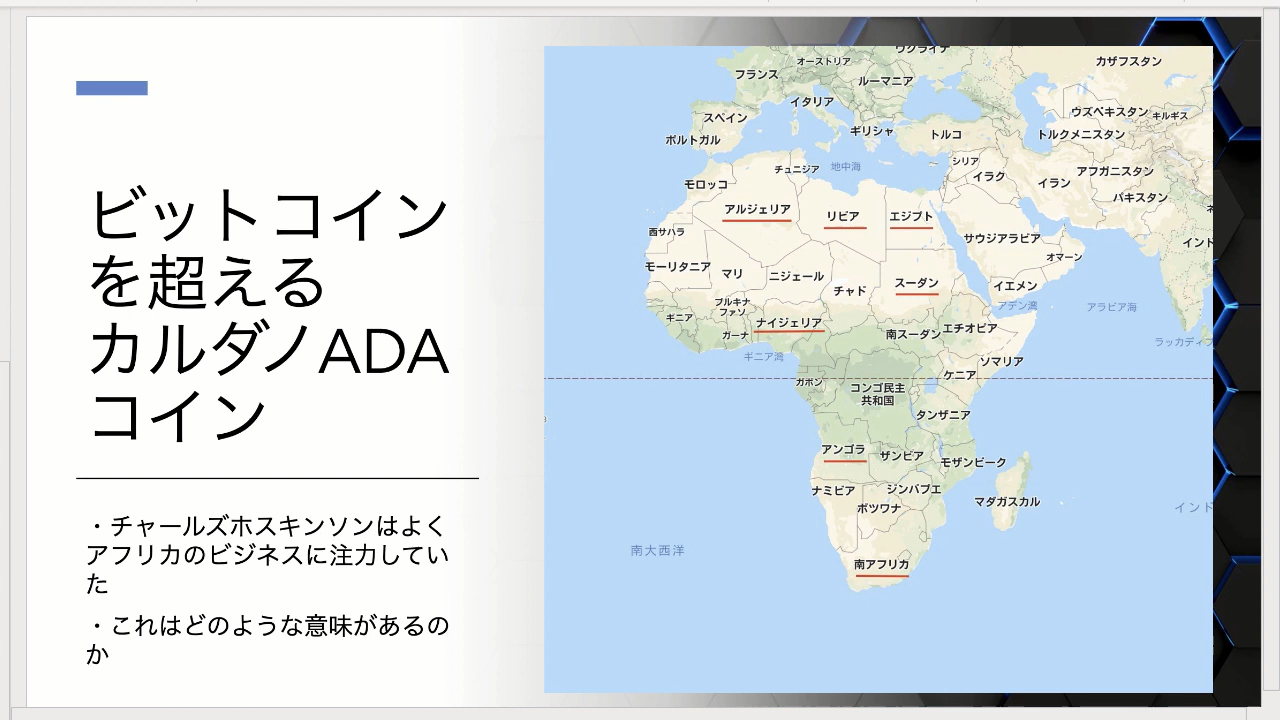 ビットコイン
を超える
カルダノADA
コイン
・チャールズホスキンソンはよく
アフリカのビジネスに注力してい
た
・これはどのような意味があるの
か
ウクライナ
オーストリア
カザフスタン
フランス
ルーマニア
イタリア
ウズベキスタン
キルギス
スペイン
ギリシャ
トルコ
トルクメニスタン
ポルトガル
シリア
チュニジア
地中海
アフガニスタン
イラク
イラン
モロッコ
パキスタン
アルジェリア
リビア
エジプト
ネ
西サハラ
サウジアラビア
インド
オマーン
モーリタニア
マリ
ニジェール
チャド
スーダン
イエメン
ブルキナ
ファソ
アデン湾
アラビア海
ギニア
ナイジェリア
ガーナ
南スーダン
エチオピア
ラッカディブ
ギニア湾
ソマリア
ガボン
コンゴ民主
共和国
ケニア
タンザニア
アンゴラ
ザンビア
モザンビーク
ナミビア
ジンバブエ
ボツワナ
マダガスカル
インド
南大西洋
南アフリカ